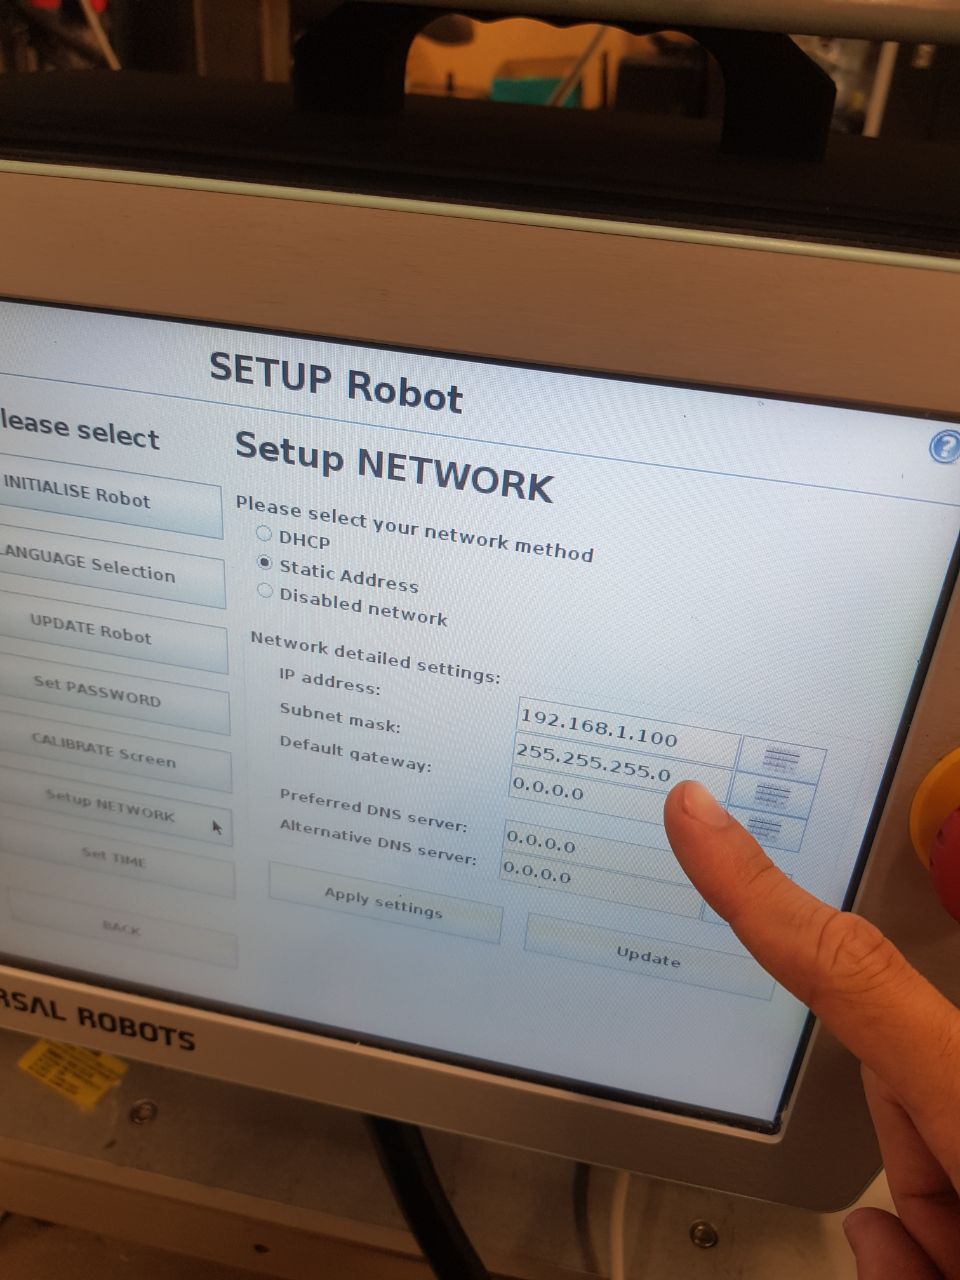 SETUP Robot
lease select
INITIALISE Robot
LANGUAGE Selection
UPDATE Robot
Set PASSWORD
CALIBRATE Screen
Setup NETWORK
Set TIME
BACK
Setup NETWORK
Please select your network method
DHCP
Static Address
Disabled network
Network detailed settings:
IP address: 192.168.1.100
Subnet mask: 255.255.255.0
Default gateway: 0.0.0.0
Preferred DNS server: 0.0.0.0
Alternative DNS server: 0.0.0.0
Apply settings
Update
?
RSAL ROBOTS